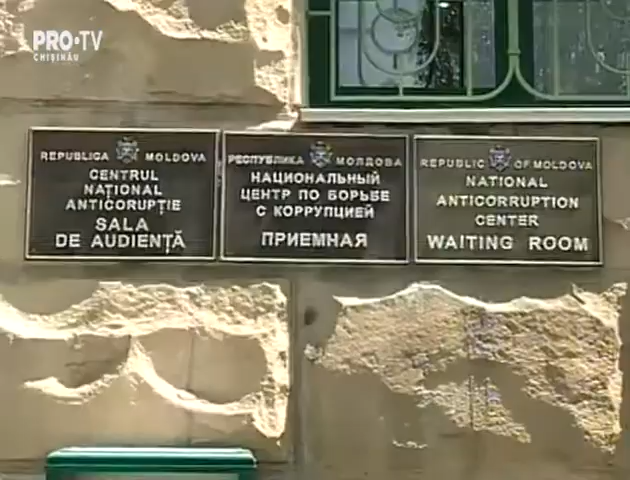 PRO•TV
CHIȘINĂU
REPUBLICA MOLDOVA
CENTRUL
NAȚIONAL
ANTICORUPȚIE
SALA
DE AUDIENȚĂ
РЕСПУБЛИКА МОЛДОВА
НАЦИОНАЛЬНЫЙ
ЦЕНТР ПО БОРЬБЕ
С КОРРУПЦИЕЙ
ПРИЕМНАЯ
REPUBLIC OF MOLDOVA
NATIONAL
ANTICORRUPTION
CENTER
WAITING ROOM